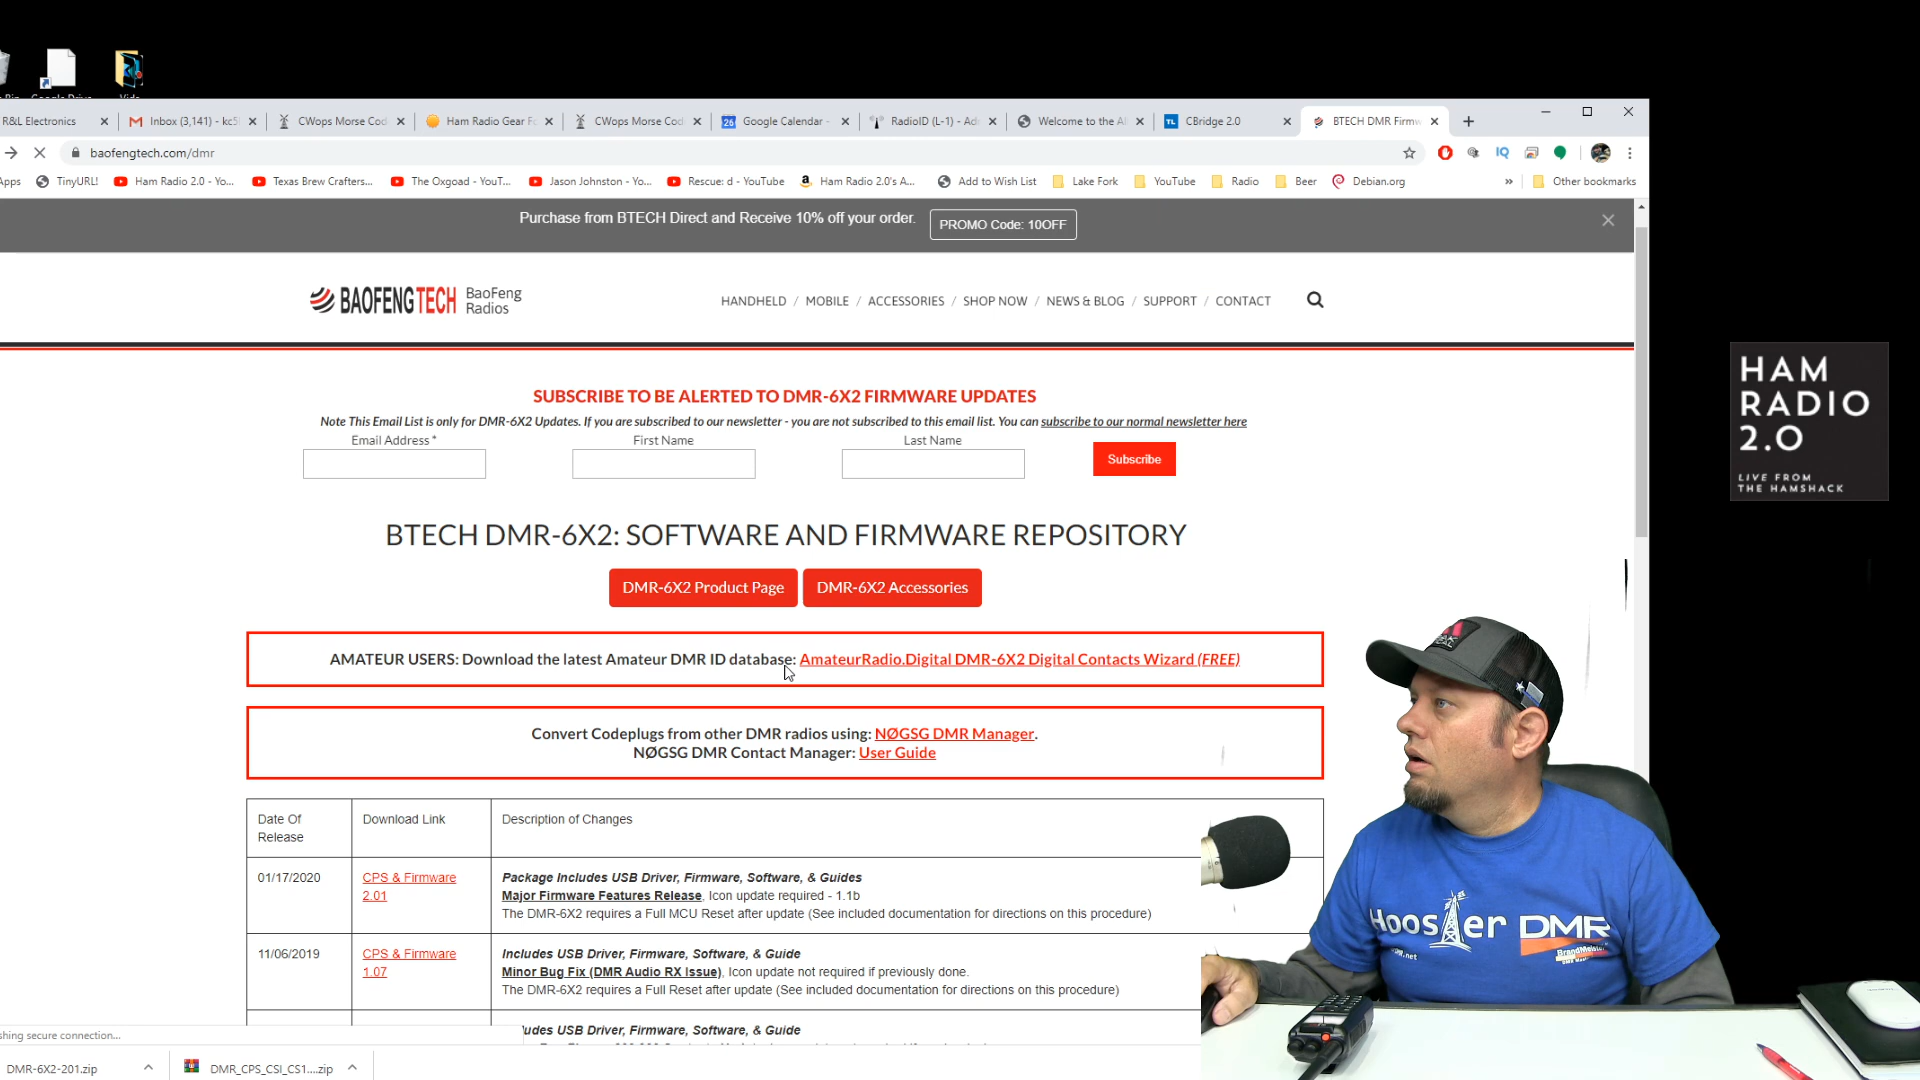 R&L Electronics
Inbox (3,141) - kc5
CWops Morse Cod
Ham Radio Gear Fo
CWops Morse Cod
Google Calendar -
RadioID (L-1) - Ad
Welcome to the A
CBridge 2.0
BTECH DMR Firmw
baofengtech.com/dmr
Apps
TinyURL!
Ham Radio 2.0 - Yo...
Texas Brew Crafters...
The Oxgoad - YouT...
Jason Johnston - Yo...
Rescue: d - YouTube
Ham Radio 2.0's A...
Add to Wish List
Lake Fork
YouTube
Radio
Beer
Debian.org
»
Other bookmarks
Purchase from BTECH Direct and Receive 10% off your order.
PROMO Code: 10OFF
BAOFENGTECH
BaoFeng
Radios
HANDHELD / MOBILE / ACCESSORIES / SHOP NOW / NEWS & BLOG / SUPPORT / CONTACT
SUBSCRIBE TO BE ALERTED TO DMR-6X2 FIRMWARE UPDATES
Note This Email List is only for DMR-6X2 Updates. If you are subscribed to our newsletter - you are not subscribed to this email list. You can subscribe to our normal newsletter here
Email Address *
First Name
Last Name
Subscribe
BTECH DMR-6X2: SOFTWARE AND FIRMWARE REPOSITORY
DMR-6X2 Product Page
DMR-6X2 Accessories
AMATEUR USERS: Download the latest Amateur DMR ID database: AmateurRadio.Digital DMR-6X2 Digital Contacts Wizard (FREE)
Convert Codeplugs from other DMR radios using: NØGSG DMR Manager.
NØGSG DMR Contact Manager: User Guide
Date Of
Release
Download Link
Description of Changes
01/17/2020
CPS & Firmware
2.01
Package Includes USB Driver, Firmware, Software, & Guides
Major Firmware Features Release, Icon update required - 1.1b
The DMR-6X2 requires a Full MCU Reset after update (See included documentation for directions on this procedure)
11/06/2019
CPS & Firmware
1.07
Includes USB Driver, Firmware, Software, & Guide
Minor Bug Fix (DMR Audio RX Issue), Icon update not required if previously done.
The DMR-6X2 requires a Full Reset after update (See included documentation for directions on this procedure)
udes USB Driver, Firmware, Software, & Guide
shing secure connection...
DMR-6X2-201.zip
DMR_CPS_CSI_CS1....zip
HAM
RADIO
2.0
LIVE FROM
THE HAMSHACK
Hoosier DMR
BrandMeister
.net